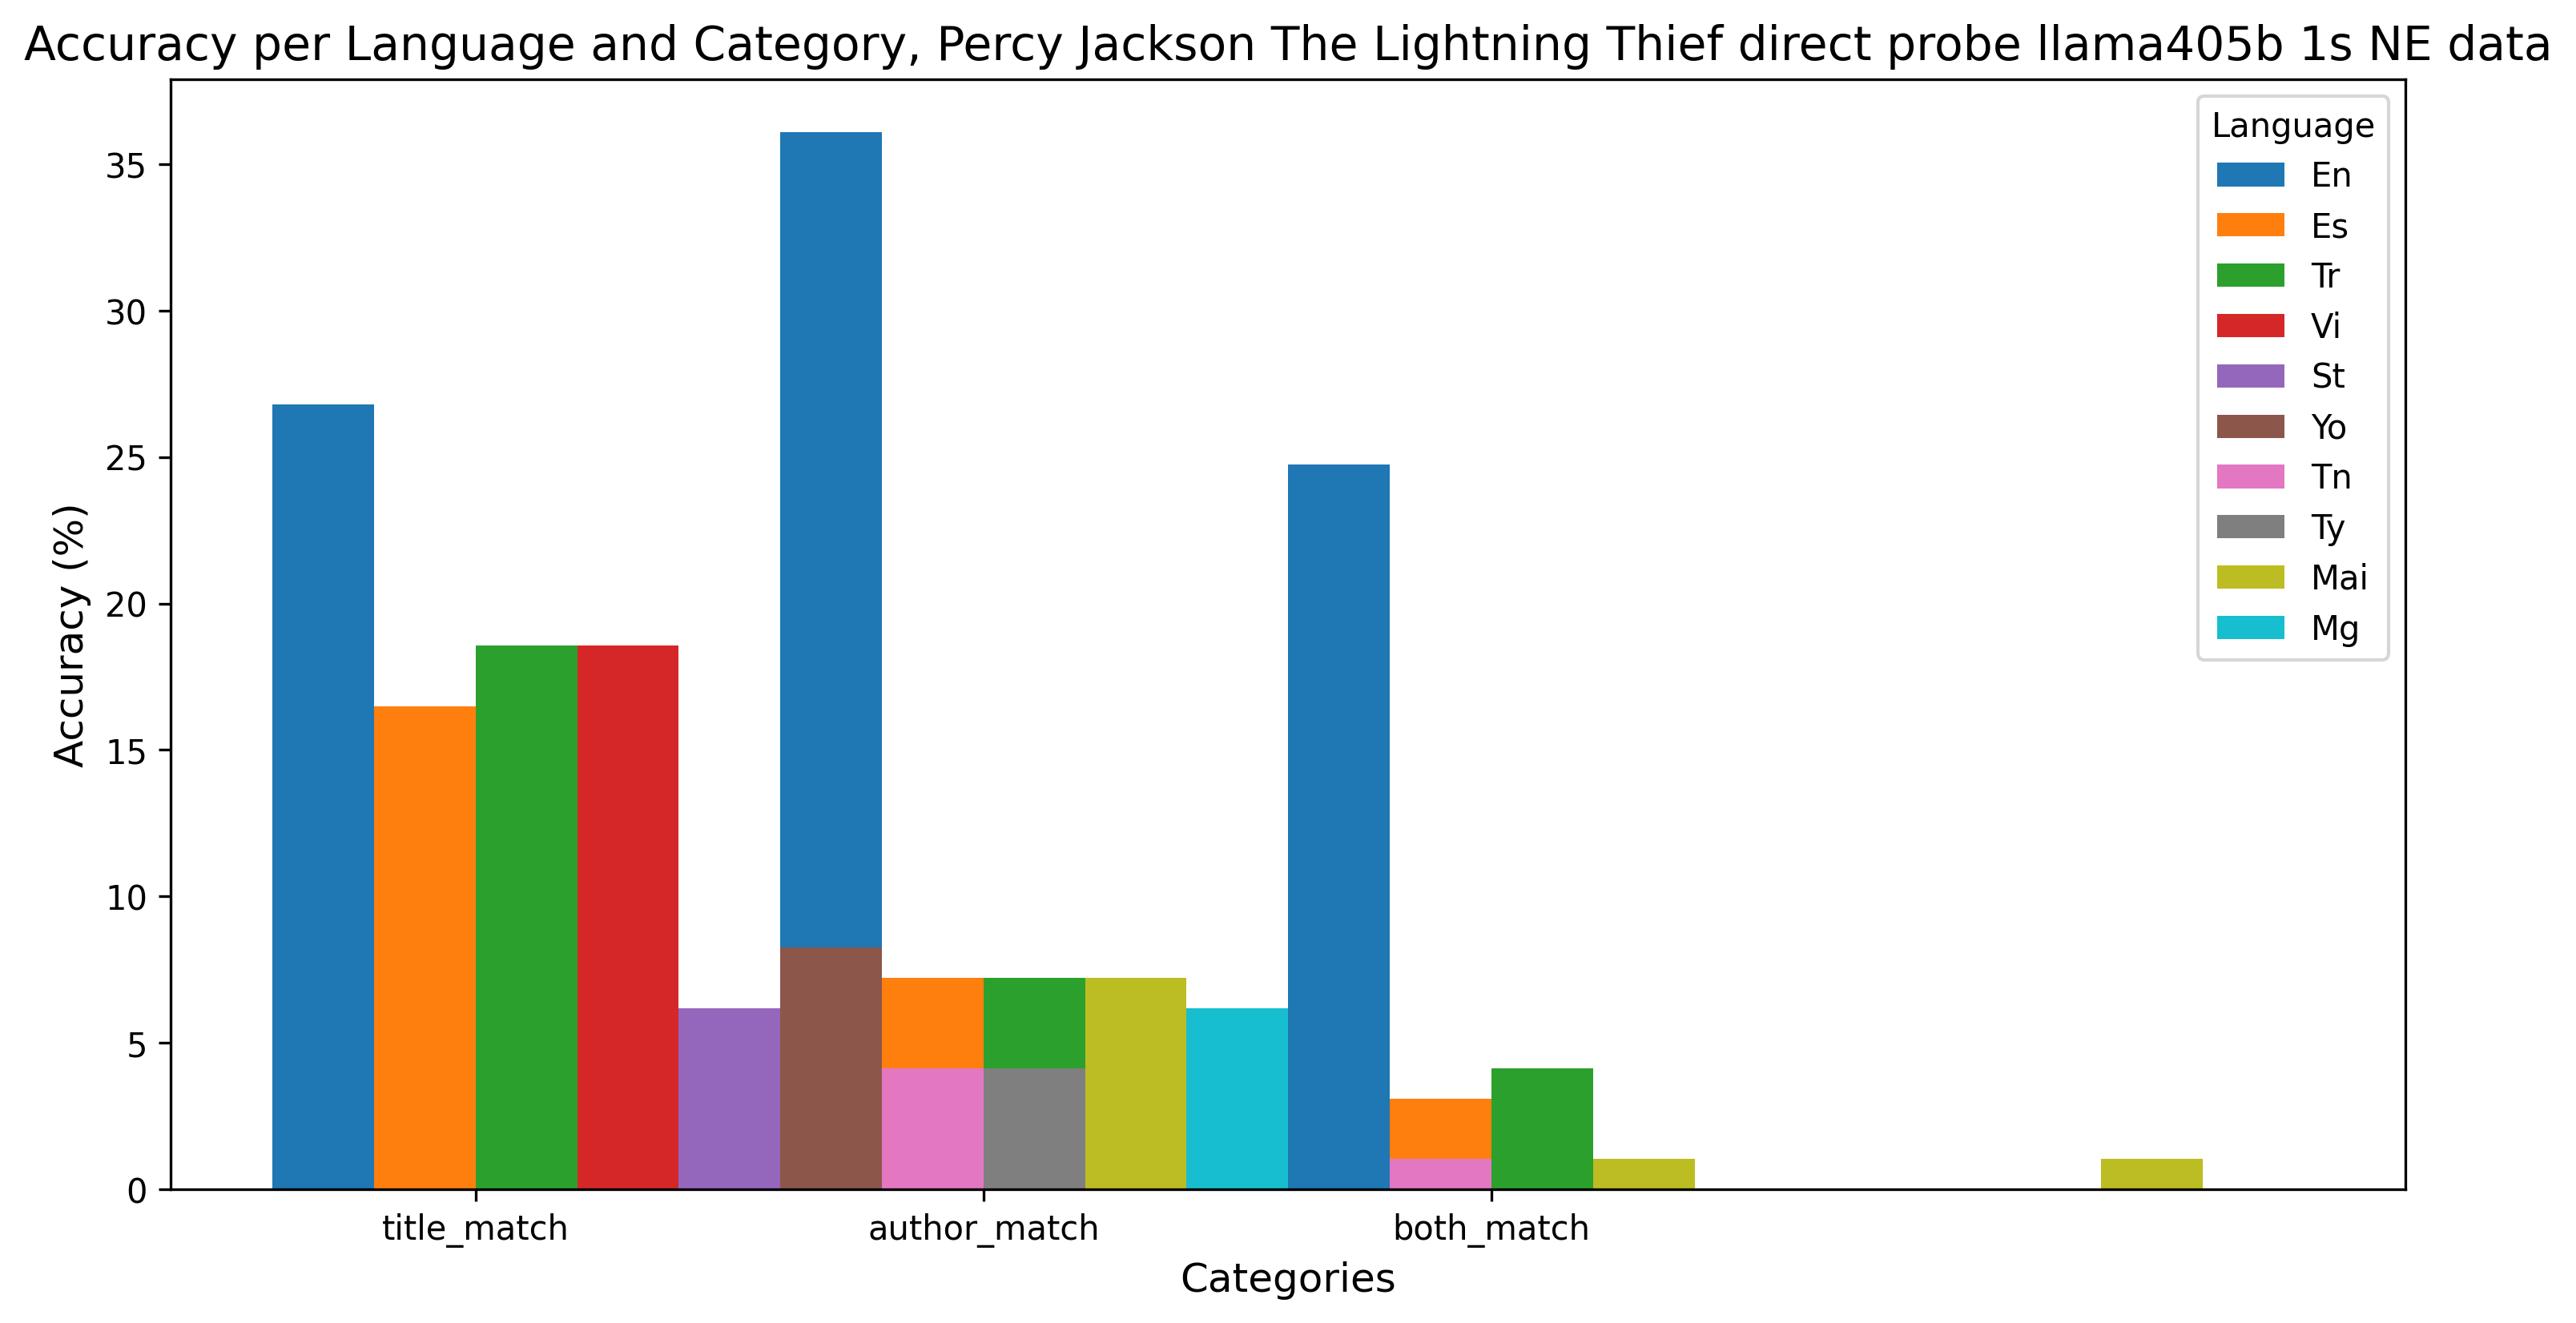 Accuracy per Language and Category, Percy Jackson The Lightning Thief direct probe llama405b 1s NE data
Accuracy (%)
35
30
25
20
15
10
5
0
title_match author_match both_match
Categories
Language
En
Es
Tr
Vi
St
Yo
Tn
Ty
Mai
Mg